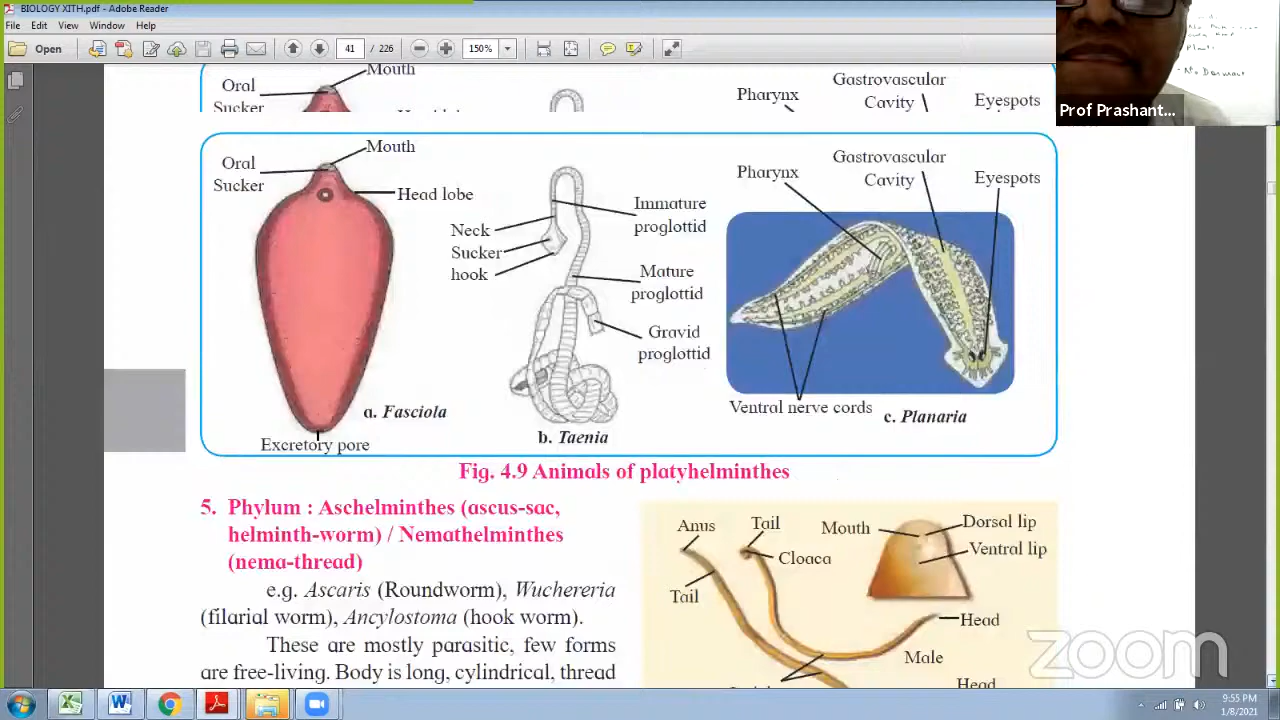 BIOLOGY XITH.pdf - Adobe Reader
File Edit View Window Help
Open 41 / 226 150%
Mouth
Oral
Sucker
Pharynx
Gastrovascular
Cavity
Eyespots
Prof Prashant...
Oral
Sucker
Mouth
Head lobe
Excretory pore
a. Fasciola
Neck
Sucker
hook
Immature
proglottid
Mature
proglottid
Gravid
proglottid
b. Taenia
Pharynx
Gastrovascular
Cavity
Eyespots
Ventral nerve cords
c. Planaria
Fig. 4.9 Animals of platyhelminthes
5. Phylum : Aschelminthes (ascus-sac,
helminth-worm) / Nemathelminthes
(nema-thread)
e.g. Ascaris (Roundworm), Wuchereria
(filarial worm), Ancylostoma (hook worm).
These are mostly parasitic, few forms
are free-living. Body is long, cylindrical, thread
Anus
Tail
Cloaca
Tail
Mouth
Dorsal lip
Ventral lip
Head
Male
Head
zoom
9:55 PM
1/8/2021